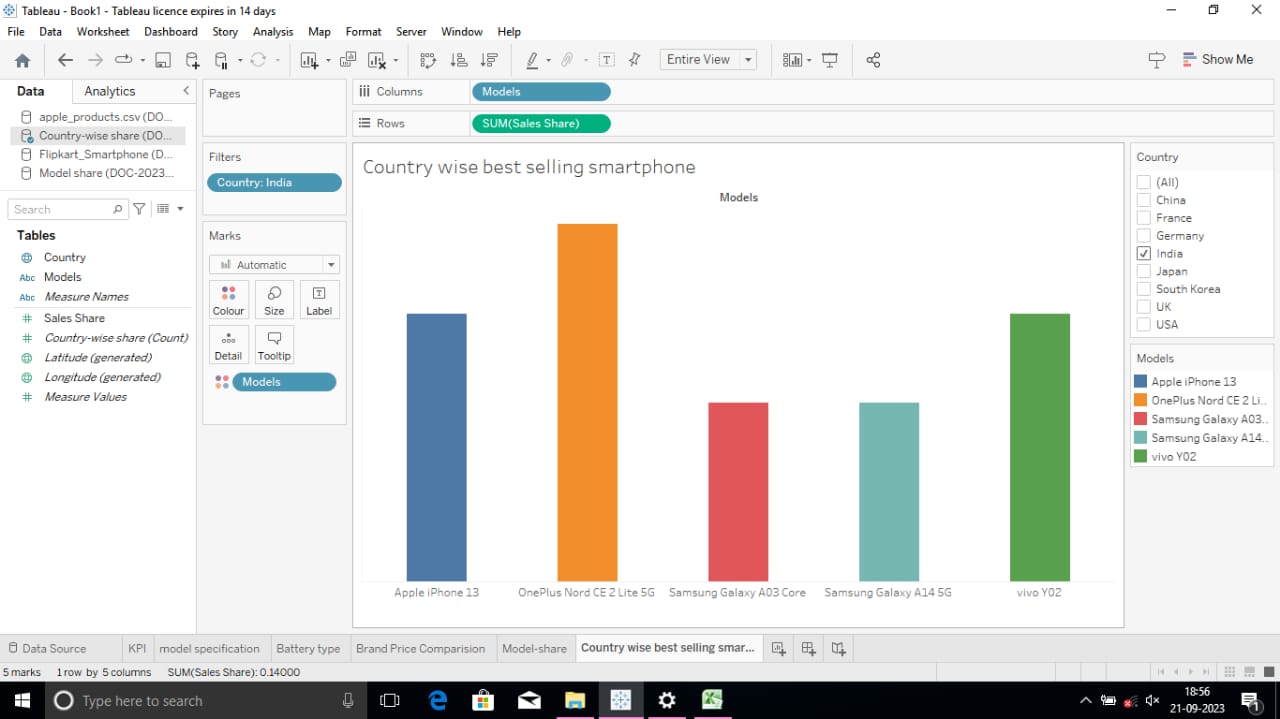 Tableau - Book1 - Tableau licence expires in 14 days
File Data Worksheet Dashboard Story Analysis Map Format Server Window Help
Entire View
Show Me
Data Analytics
apple_products.csv (DO...
Country-wise share (DO...
Flipkart_Smartphone (D...
Model share (DOC-2023...
Search
Tables
Country
Abc Models
Abc Measure Names
Sales Share
Country-wise share (Count)
Latitude (generated)
Longitude (generated)
Measure Values
Pages
Filters
Country: India
Marks
Automatic
Colour Size Label
Detail Tooltip
Models
Columns Models
Rows SUM(Sales Share)
Country wise best selling smartphone
Models
Apple iPhone 13 OnePlus Nord CE 2 Lite 5G Samsung Galaxy A03 Core Samsung Galaxy A14 5G vivo Y02
Country
(All)
China
France
Germany
India
Japan
South Korea
UK
USA
Models
Apple iPhone 13
OnePlus Nord CE 2 Li..
Samsung Galaxy A03..
Samsung Galaxy A14..
vivo Y02
Data Source KPI model specification Battery type Brand Price Comparision Model-share Country wise best selling smar...
5 marks 1 row by 5 columns SUM(Sales Share): 0.14000
Type here to search
18:56
21-09-2023
1